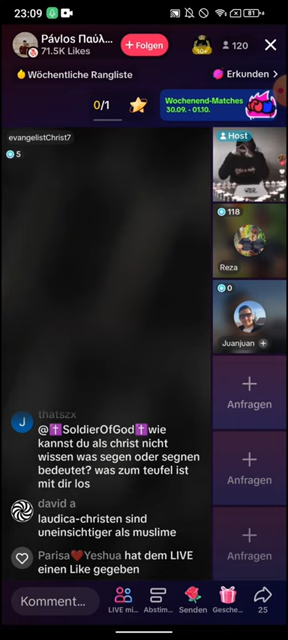 23:09
81
Pávlos Παύλ...
71.5K Likes
+ Folgen
120
Wöchentliche Rangliste
Erkunden >
0/1
Wochenend-Matches
30.09. - 01.10.
evangelistChrist7
5
Host
118
Reza
0
Juanjuan
Anfragen
Anfragen
Anfragen
thatszx
J
@✝️SoldierOfGod✝️wie
kannst du als christ nicht
wissen was segen oder segnen
bedeutet? was zum teufel ist
mit dir los
david a
laudica-christen sind
uneinsichtiger als muslime
Parisa❤️Yeshua hat dem LIVE
einen Like gegeben
Komment...
LIVE mi...
Abstim...
Senden
Gesche...
25